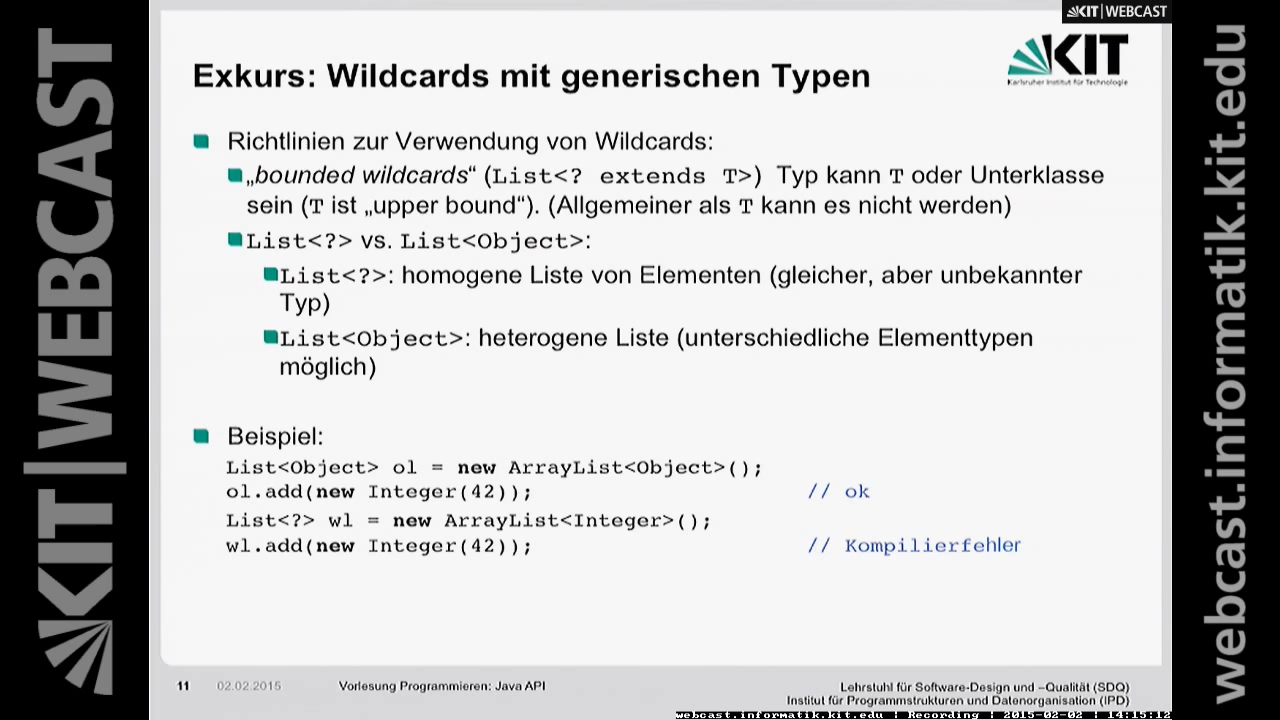 KIT|WEBCAST
KIT|WEBCAST
KIT
Karlsruher Institut für Technologie
Exkurs: Wildcards mit generischen Typen
Richtlinien zur Verwendung von Wildcards:
„bounded wildcards“ (List<? extends T>) Typ kann T oder Unterklasse
sein (T ist „upper bound“). (Allgemeiner als T kann es nicht werden)
List<?> vs. List<Object>:
List<?>: homogene Liste von Elementen (gleicher, aber unbekannter
Typ)
List<Object>: heterogene Liste (unterschiedliche Elementtypen
möglich)
Beispiel:
List<Object> ol = new ArrayList<Object>();
ol.add(new Integer(42)); // ok
List<?> wl = new ArrayList<Integer>();
wl.add(new Integer(42)); // Kompilierfehler
11 02.02.2015 Vorlesung Programmieren: Java API
Lehrstuhl für Software-Design und –Qualität (SDQ)
Institut für Programmstrukturen und Datenorganisation (IPD)
webcast.informatik.kit.edu | Recording | 2015-02-02 | 14:15:12
webcast.informatik.kit.edu